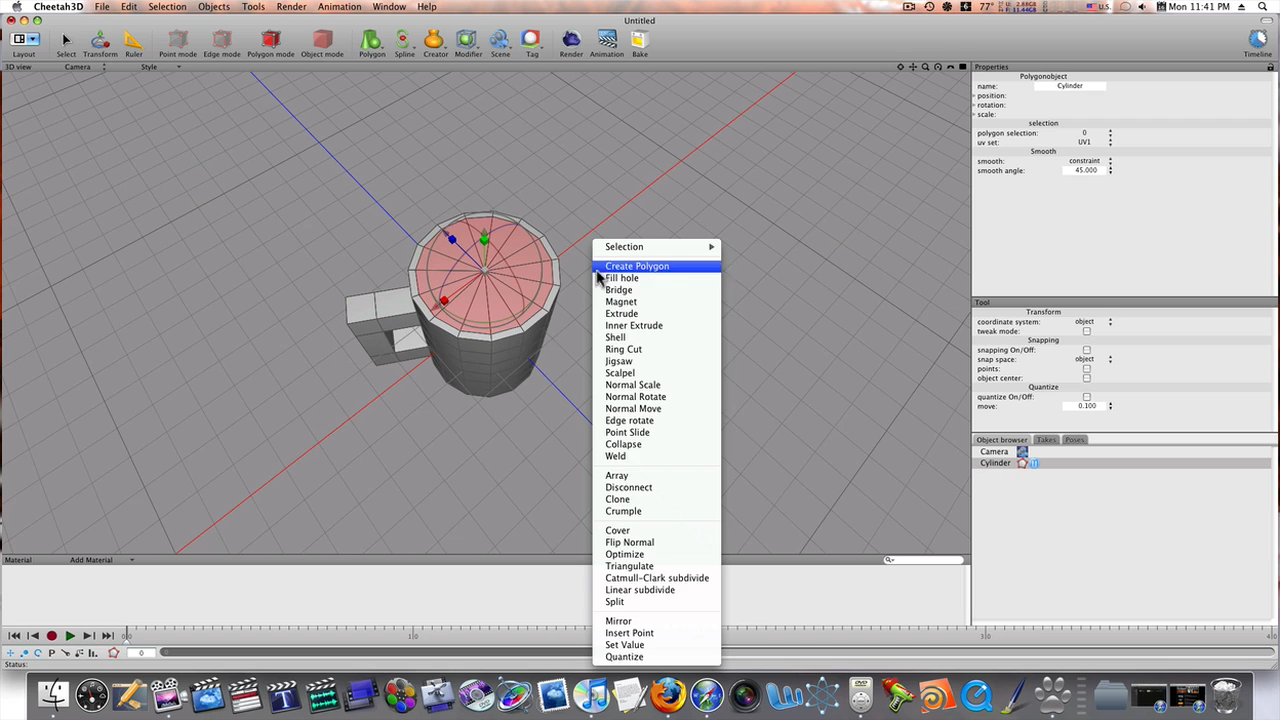 Cheetah3D File Edit Selection Objects Tools Render Animation Window Help
77° U.S. Mon 11:41 PM
Untitled
Layout Select Transform Ruler Point mode Edge mode Polygon mode Object mode Polygon Spline Creator Modifier Scene Tag Render Animation Bake Timeline
3D view Camera Style
Properties
Polygonobject
name: Cylinder
position:
rotation:
scale:
selection
polygon selection: 0
uv set: UV1
Smooth
smooth: constraint
smooth angle: 45.000
Selection
Create Polygon
Fill hole
Bridge
Magnet
Extrude
Inner Extrude
Shell
Ring Cut
Jigsaw
Scalpel
Normal Scale
Normal Rotate
Normal Move
Edge rotate
Point Slide
Collapse
Weld
Array
Disconnect
Clone
Crumple
Cover
Flip Normal
Optimize
Triangulate
Catmull-Clark subdivide
Linear subdivide
Split
Mirror
Insert Point
Set Value
Quantize
Tool
Transform
coordinate system: object
tweak mode:
Snapping
snapping On/Off:
snap space: object
points:
object center:
Quantize
quantize On/Off:
move: 0.100
Object browser Takes Poses
Camera
Cylinder
Material Add Material
P 0
Status: